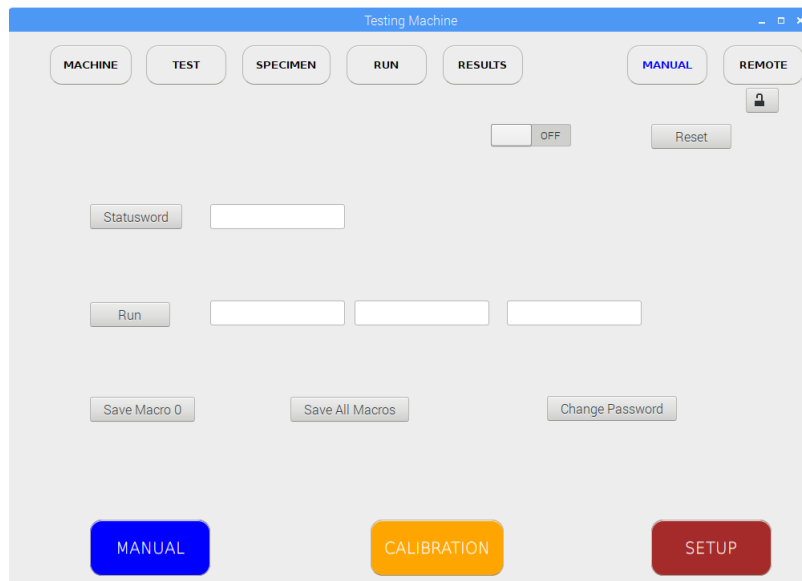 Testing Machine
MACHINE TEST SPECIMEN RUN RESULTS MANUAL REMOTE
OFF Reset
Statusword
Run
Save Macro 0 Save All Macros Change Password
MANUAL CALIBRATION SETUP